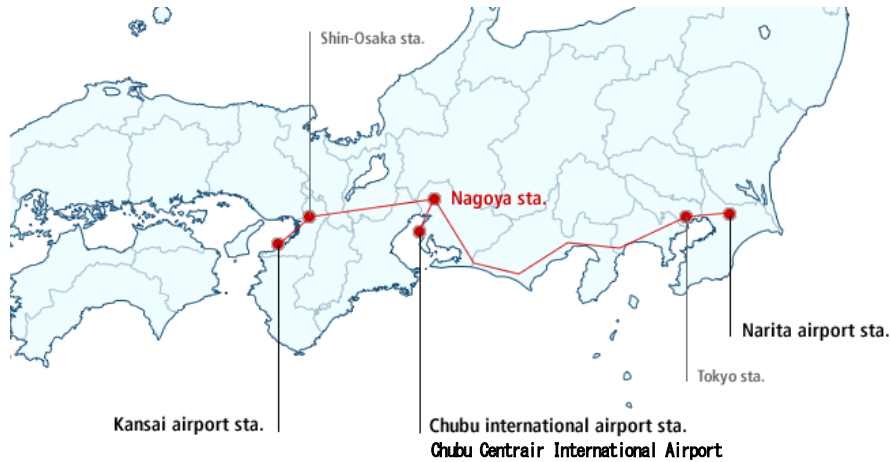 Shin-Osaka sta.
Nagoya sta.
Narita airport sta.
Tokyo sta.
Kansai airport sta.
Chubu international airport sta.
Chubu Centrair International Airport